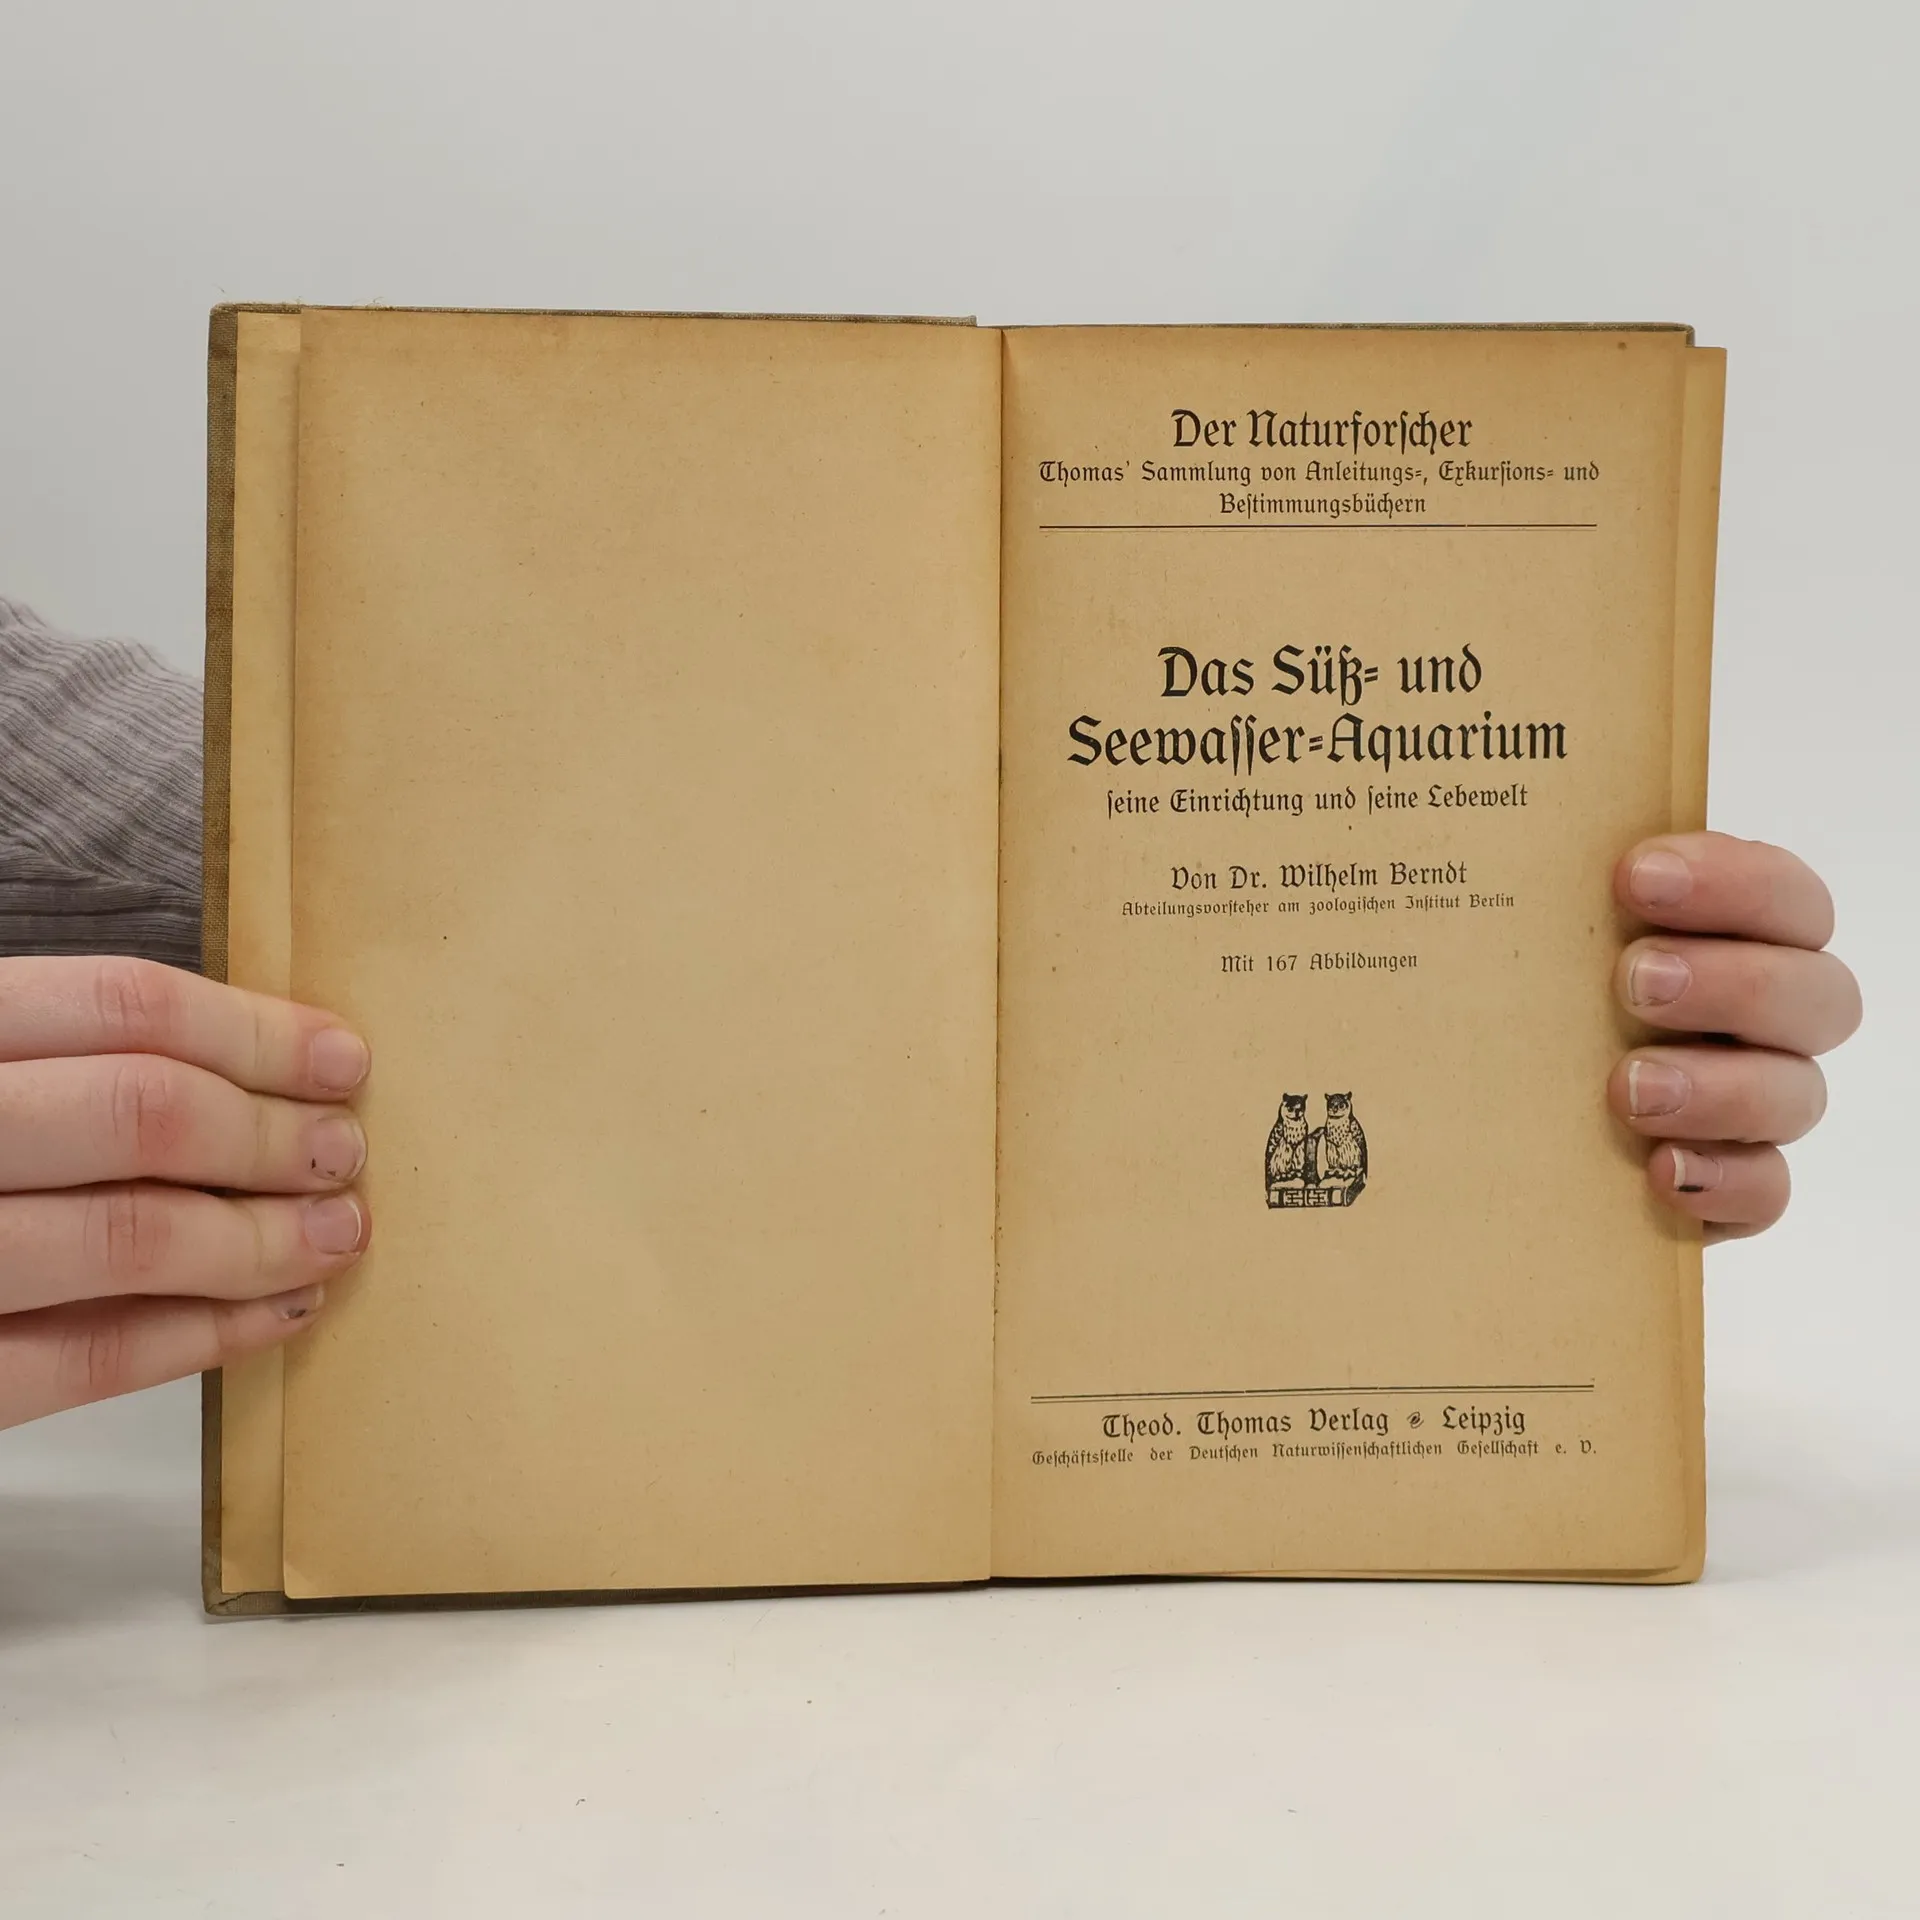 Der Naturforscher
Thomas' Sammlung von Anleitungs-, Exkursions- und
Bestimmungsbüchern
Das Süß- und
Seewasser-Aquarium
seine Einrichtung und seine Lebewelt
Von Dr. Wilhelm Berndt
Abteilungsvorsteher am zoologischen Institut Berlin
Mit 167 Abbildungen
Theod. Thomas Verlag Leipzig
Geschäftsstelle der Deutschen Naturwissenschaftlichen Gesellschaft e. V.